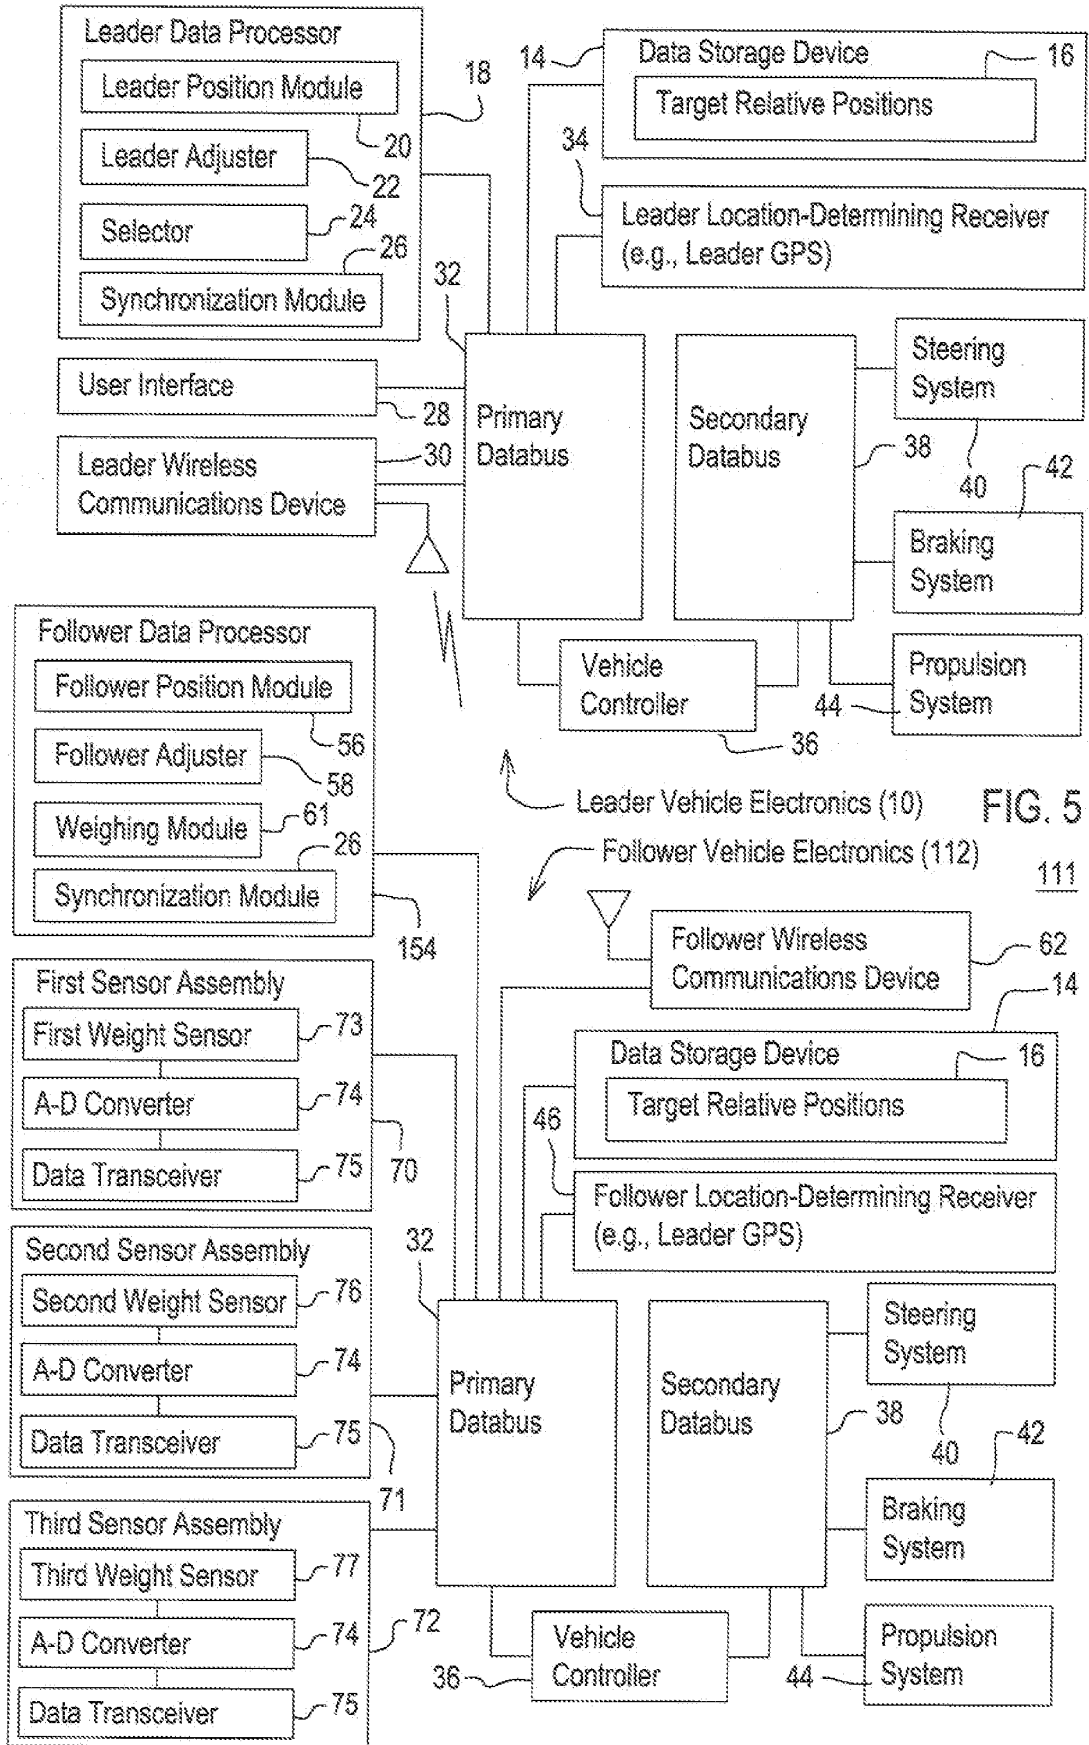 Leader Data Processor
Leader Position Module
18
20
Leader Adjuster
22
Selector
24
26
Synchronization Module
14
Data Storage Device
16
Target Relative Positions
34
Leader Location-Determining Receiver
(e.g., Leader GPS)
32
User Interface
28
30
Leader Wireless
Communications Device
Primary
Databus
Secondary
Databus
38
Steering
System
40
42
Braking
System
Propulsion
System
44
Vehicle
Controller
36
Leader Vehicle Electronics (10)
FIG. 5
Follower Vehicle Electronics (112)
111
Follower Data Processor
Follower Position Module
56
Follower Adjuster
58
Weighing Module
61
26
Synchronization Module
154
Follower Wireless
Communications Device
62
14
Data Storage Device
16
Target Relative Positions
46
Follower Location-Determining Receiver
(e.g., Leader GPS)
First Sensor Assembly
First Weight Sensor
73
A-D Converter
74
Data Transceiver
75
70
Second Sensor Assembly
Second Weight Sensor
76
A-D Converter
74
Data Transceiver
75
71
Third Sensor Assembly
Third Weight Sensor
77
A-D Converter
74
72
Data Transceiver
75
32
Primary
Databus
Secondary
Databus
38
Steering
System
40
42
Braking
System
Propulsion
System
44
Vehicle
Controller
36